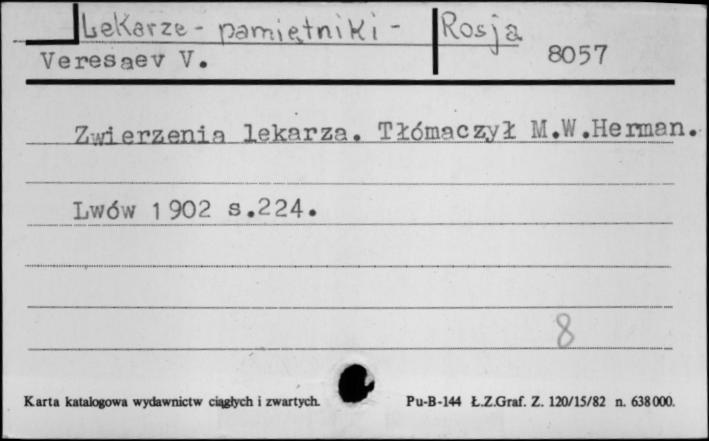 Lekarze - pamiętniki - Rosja
Veresaev V. 8057
Zwierzenia lekarza. Tłómaczył M.W.Herman.
Lwów 1902 s.224.
8
Karta katalogowa wydawnictw ciągłych i zwartych. Pu-B-144 Ł.Z.Graf. Z. 120/15/82 n. 638000.